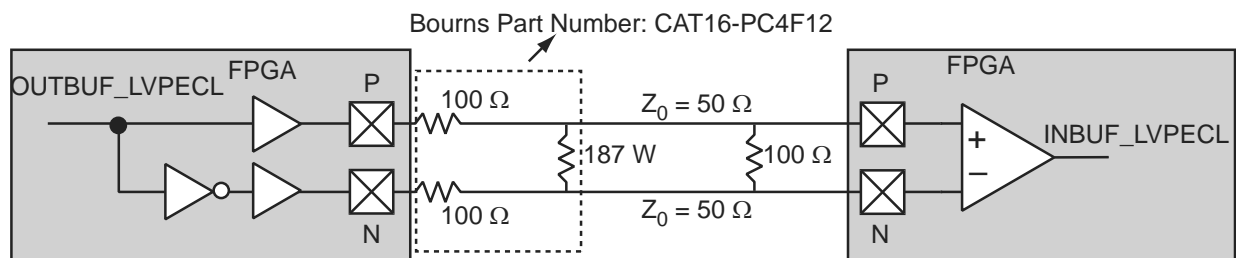 Bourns Part Number: CAT16-PC4F12
FPGA
FPGA
OUTBUF_LVPECL
P
P
100 Ω
Z0 = 50 Ω
+
INBUF_LVPECL
187 W
100 Ω
−
100 Ω
Z0 = 50 Ω
N
N